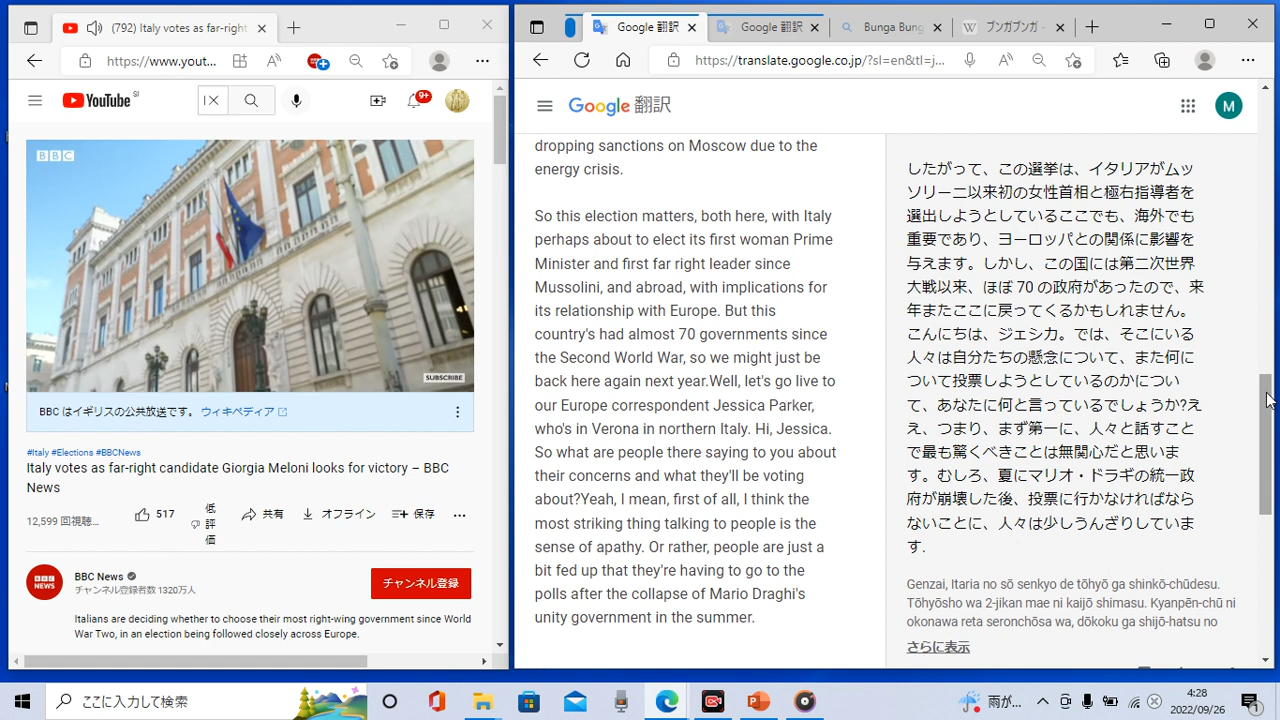 (792) Italy votes as far-right
https://www.yout...
YouTube SI
9+
BBC
SUBSCRIBE
BBC はイギリスの公共放送です。 ウィキペディア
#Italy #Elections #BBCNews
Italy votes as far-right candidate Giorgia Meloni looks for victory – BBC
News
12,599 回視聴...
517
低評価
共有
オフライン
保存
BBC NEWS
BBC News
チャンネル登録者数 1320万人
チャンネル登録
Italians are deciding whether to choose their most right-wing government since World
War Two, in an election being followed closely across Europe.
Google 翻訳
Google 翻訳
Bunga Bung
ブンガブンガ -
https://translate.google.co.jp/?sl=en&tl=j...
Google 翻訳
M
dropping sanctions on Moscow due to the
energy crisis.
So this election matters, both here, with Italy
perhaps about to elect its first woman Prime
Minister and first far right leader since
Mussolini, and abroad, with implications for
its relationship with Europe. But this
country's had almost 70 governments since
the Second World War, so we might just be
back here again next year.Well, let's go live to
our Europe correspondent Jessica Parker,
who's in Verona in northern Italy. Hi, Jessica.
So what are people there saying to you about
their concerns and what they'll be voting
about?Yeah, I mean, first of all, I think the
most striking thing talking to people is the
sense of apathy. Or rather, people are just a
bit fed up that they're having to go to the
polls after the collapse of Mario Draghi's
unity government in the summer.
したがって、この選挙は、イタリアがムッ
ソリーニ以来初の女性首相と極右指導者を
選出しようとしているここでも、海外でも
重要であり、ヨーロッパとの関係に影響を
与えます。しかし、この国には第二次世界
大戦以来、ほぼ 70 の政府があったので、来
年またここに戻ってくるかもしれません。
こんにちは、ジェシカ。では、そこにいる
人々は自分たちの懸念について、また何に
ついて投票しようとしているのかについ
て、あなたに何と言っているでしょうか?え
え、つまり、まず第一に、人々と話すこと
で最も驚くべきことは無関心だと思いま
す。むしろ、夏にマリオ・ドラギの統一政
府が崩壊した後、投票に行かなければなら
ないことに、人々は少しうんざりしていま
す.
Genzai, Itaria no sō senkyo de tōhyō ga shinkō-chūdesu.
Tōhyōsho wa 2-jikan mae ni kaijō shimasu. Kyanpēn-chū ni
okonawa reta seronchōsa wa, dōkoku ga shijō-hatsu no
さらに表示
ここに入力して検索
雨が...
4:28
2022/09/26
1